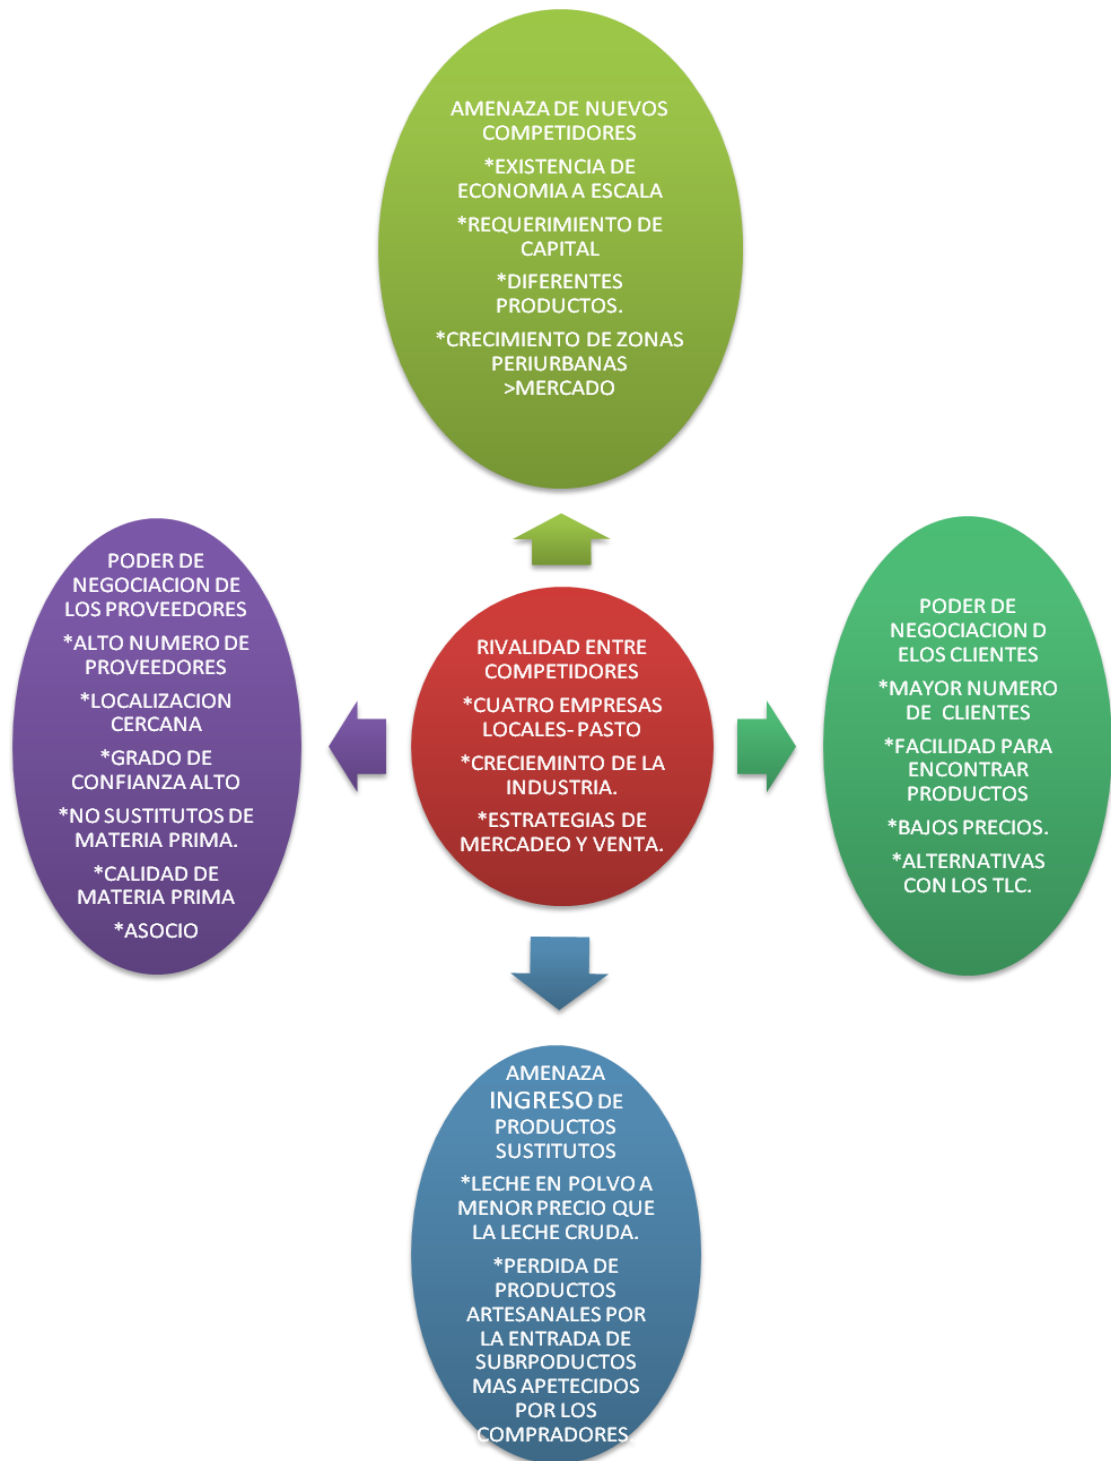 AMENAZA DE NUEVOS
COMPETIDORES
*EXISTENCIA DE
ECONOMIA A ESCALA
*REQUERIMIENTO DE
CAPITAL
*DIFERENTES
PRODUCTOS.
*CRECIMIENTO DE ZONAS
PERIURBANAS
>MERCADO
PODER DE
NEGOCIACION DE
LOS PROVEEDORES
*ALTO NUMERO DE
PROVEEDORES
*LOCALIZACION
CERCANA
*GRADO DE
CONFIANZA ALTO
*NO SUSTITUTOS DE
MATERIA PRIMA.
*CALIDAD DE
MATERIA PRIMA
*ASOCIO
RIVALIDAD ENTRE
COMPETIDORES
*CUATRO EMPRESAS
LOCALES- PASTO
*CRECIEMINTO DE LA
INDUSTRIA.
*ESTRATEGIAS DE
MERCADEO Y VENTA.
PODER DE
NEGOCIACION D
ELOS CLIENTES
*MAYOR NUMERO
DE CLIENTES
*FACILIDAD PARA
ENCONTRAR
PRODUCTOS
*BAJOS PRECIOS.
*ALTERNATIVAS
CON LOS TLC.
AMENAZA
INGRESO DE
PRODUCTOS
SUSTITUTOS
*LECHE EN POLVO A
MENOR PRECIO QUE
LA LECHE CRUDA.
*PERDIDA DE
PRODUCTOS
ARTESANALES POR
LA ENTRADA DE
SUBRPODUCTOS
MAS APETECIDOS
POR LOS
COMPRADORES.